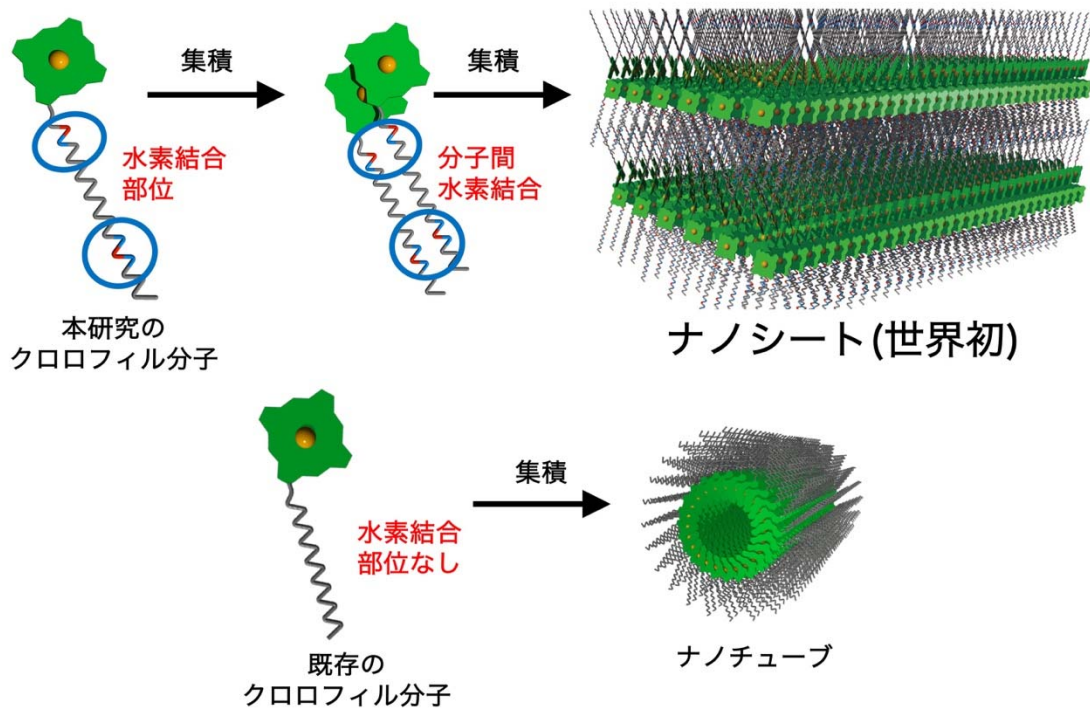 集積
集積
水素結合
部位
分子間
水素結合
本研究の
クロロフィル分子
ナノシート(世界初)
集積
水素結合
部位なし
既存の
クロロフィル分子
ナノチューブ